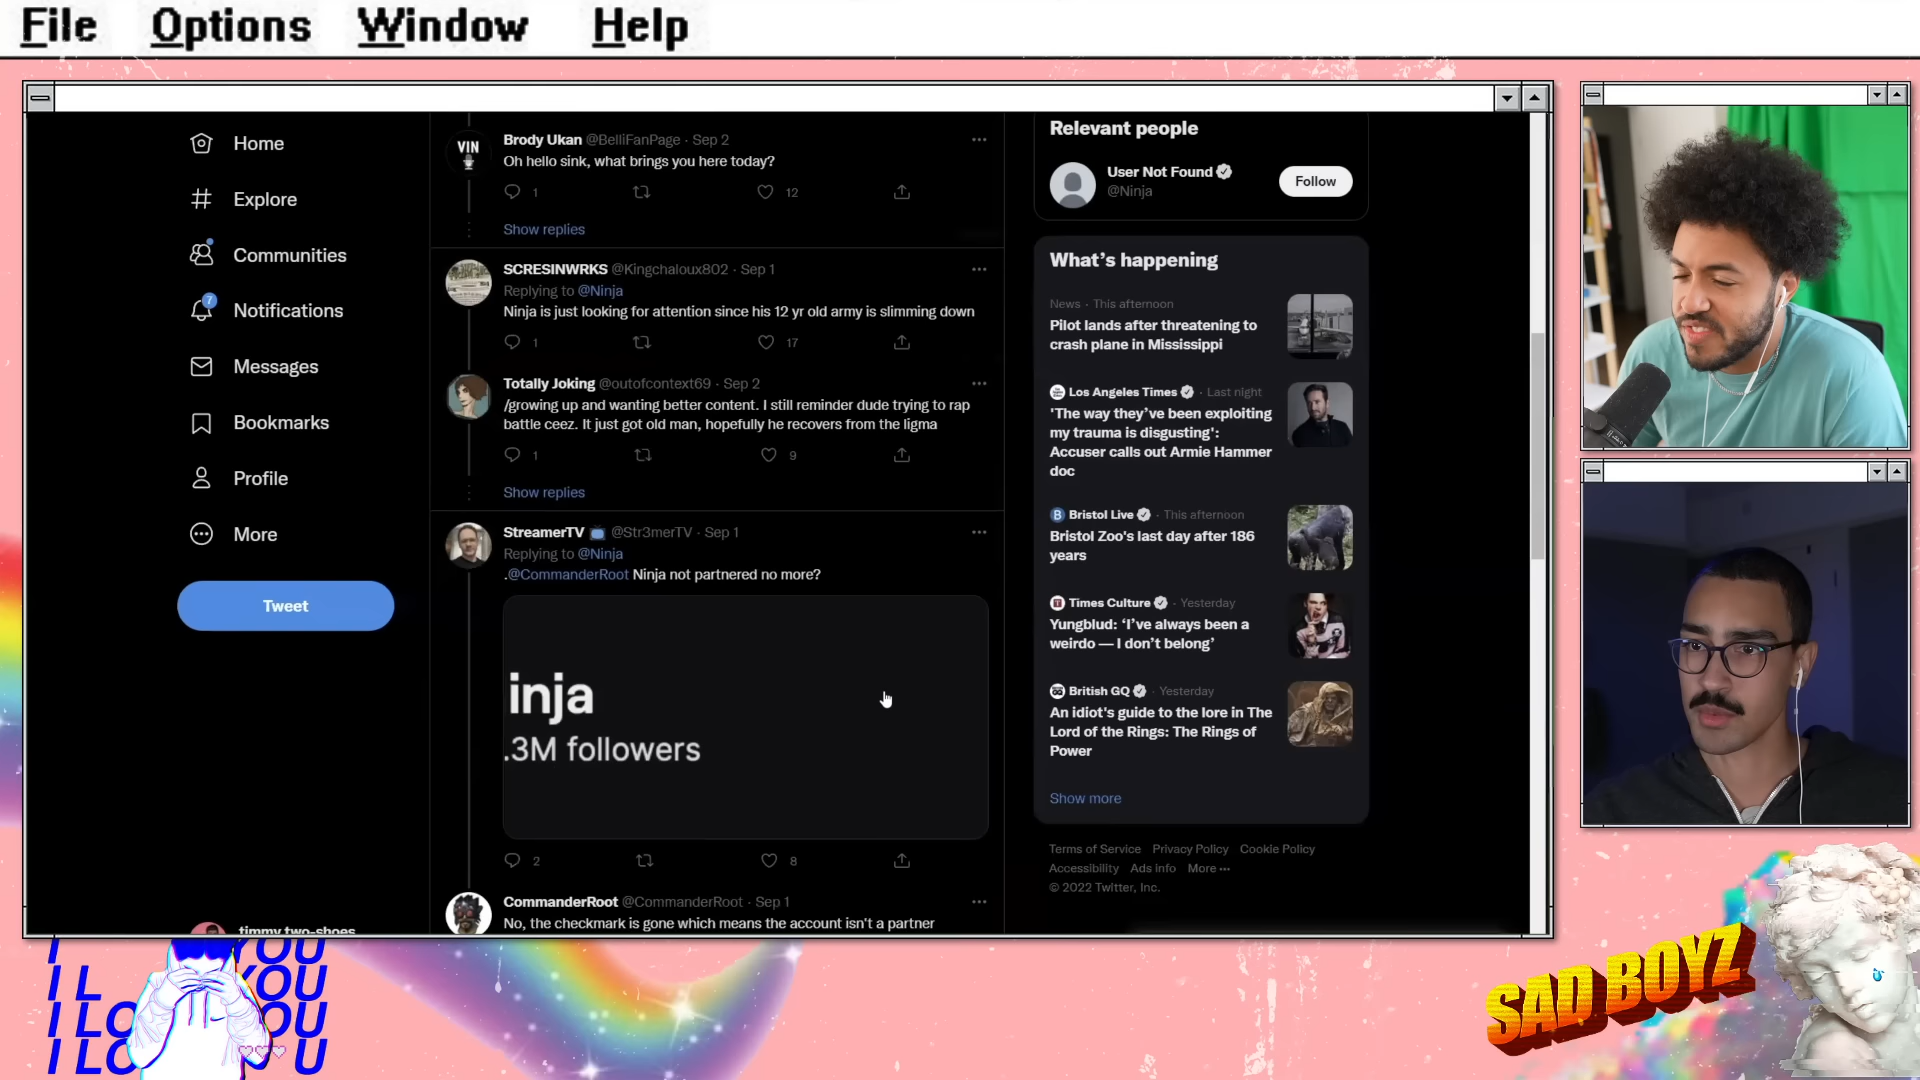 File Options Window Help
Home
Explore
Communities
7
Notifications
Messages
Bookmarks
Profile
More
Tweet
timmy two-shoes
VIN
Brody Ukan @BelliFanPage · Sep 2
Oh hello sink, what brings you here today?
1 12
Show replies
SCRESINWRKS @Kingchaloux802 · Sep 1
Replying to @Ninja
Ninja is just looking for attention since his 12 yr old army is slimming down
1 17
Totally Joking @outofcontext69 · Sep 2
/growing up and wanting better content. I still reminder dude trying to rap
battle ceez. It just got old man, hopefully he recovers from the ligma
1 9
Show replies
StreamerTV @Str3merTV · Sep 1
Replying to @Ninja
.@CommanderRoot Ninja not partnered no more?
inja
.3M followers
2 8
CommanderRoot @CommanderRoot · Sep 1
No, the checkmark is gone which means the account isn't a partner
Relevant people
User Not Found
@Ninja
Follow
What's happening
News · This afternoon
Pilot lands after threatening to
crash plane in Mississippi
Los Angeles Times · Last night
'The way they've been exploiting
my trauma is disgusting':
Accuser calls out Armie Hammer
doc
B Bristol Live · This afternoon
Bristol Zoo's last day after 186
years
T Times Culture · Yesterday
Yungblud: 'I've always been a
weirdo — I don't belong'
British GQ · Yesterday
An idiot's guide to the lore in The
Lord of the Rings: The Rings of
Power
Show more
Terms of Service Privacy Policy Cookie Policy
Accessibility Ads info More ···
© 2022 Twitter, Inc.
I YOU
I L YOU
I LO OU
I LO U
SAD BOYZ